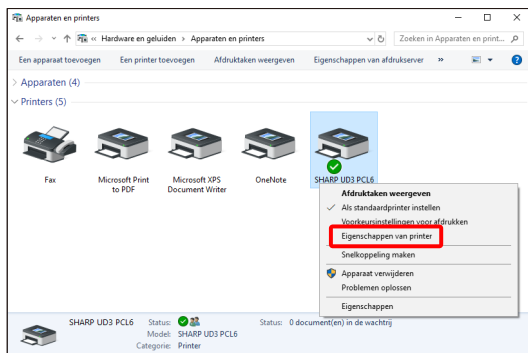 Apparaten en printers
« Hardware en geluiden › Apparaten en printers
Zoeken in Apparaten en print...
Een apparaat toevoegen Een printer toevoegen Afdruktaken weergeven Eigenschappen van afdrukserver »
Apparaten (4)
Printers (5)
Fax
Microsoft Print to PDF
Microsoft XPS Document Writer
OneNote
SHARP UD3 PCL6
Afdruktaken weergeven
Als standaardprinter instellen
Voorkeursinstellingen voor afdrukken
Eigenschappen van printer
Snelkoppeling maken
Apparaat verwijderen
Problemen oplossen
Eigenschappen
SHARP UD3 PCL6 Status: Status: 0 document(en) in de wachtrij
Model: SHARP UD3 PCL6
Categorie: Printer